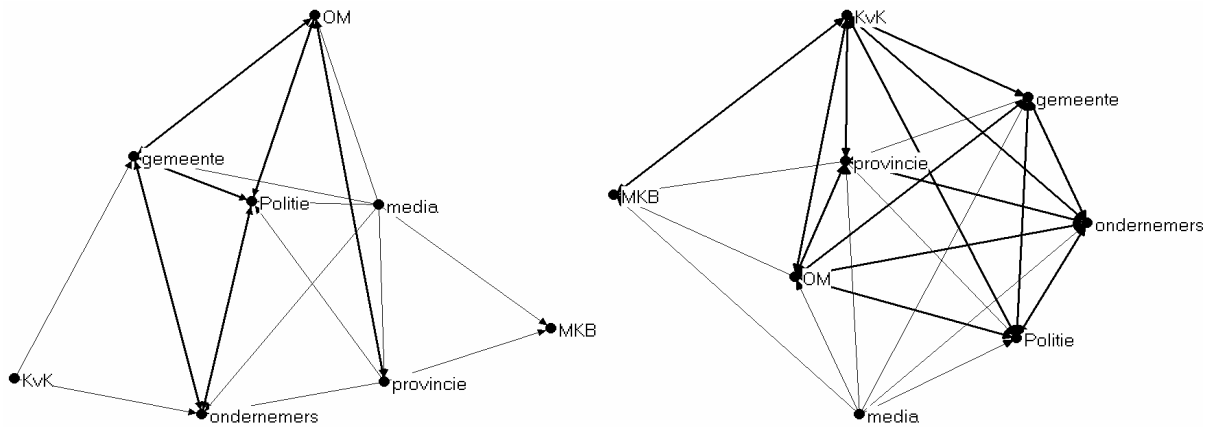 OM
gemeente
Politie
media
MKB
KvK
provincie
ondernemers
KvK
gemeente
provincie
MKB
ondernemers
OM
Politie
media